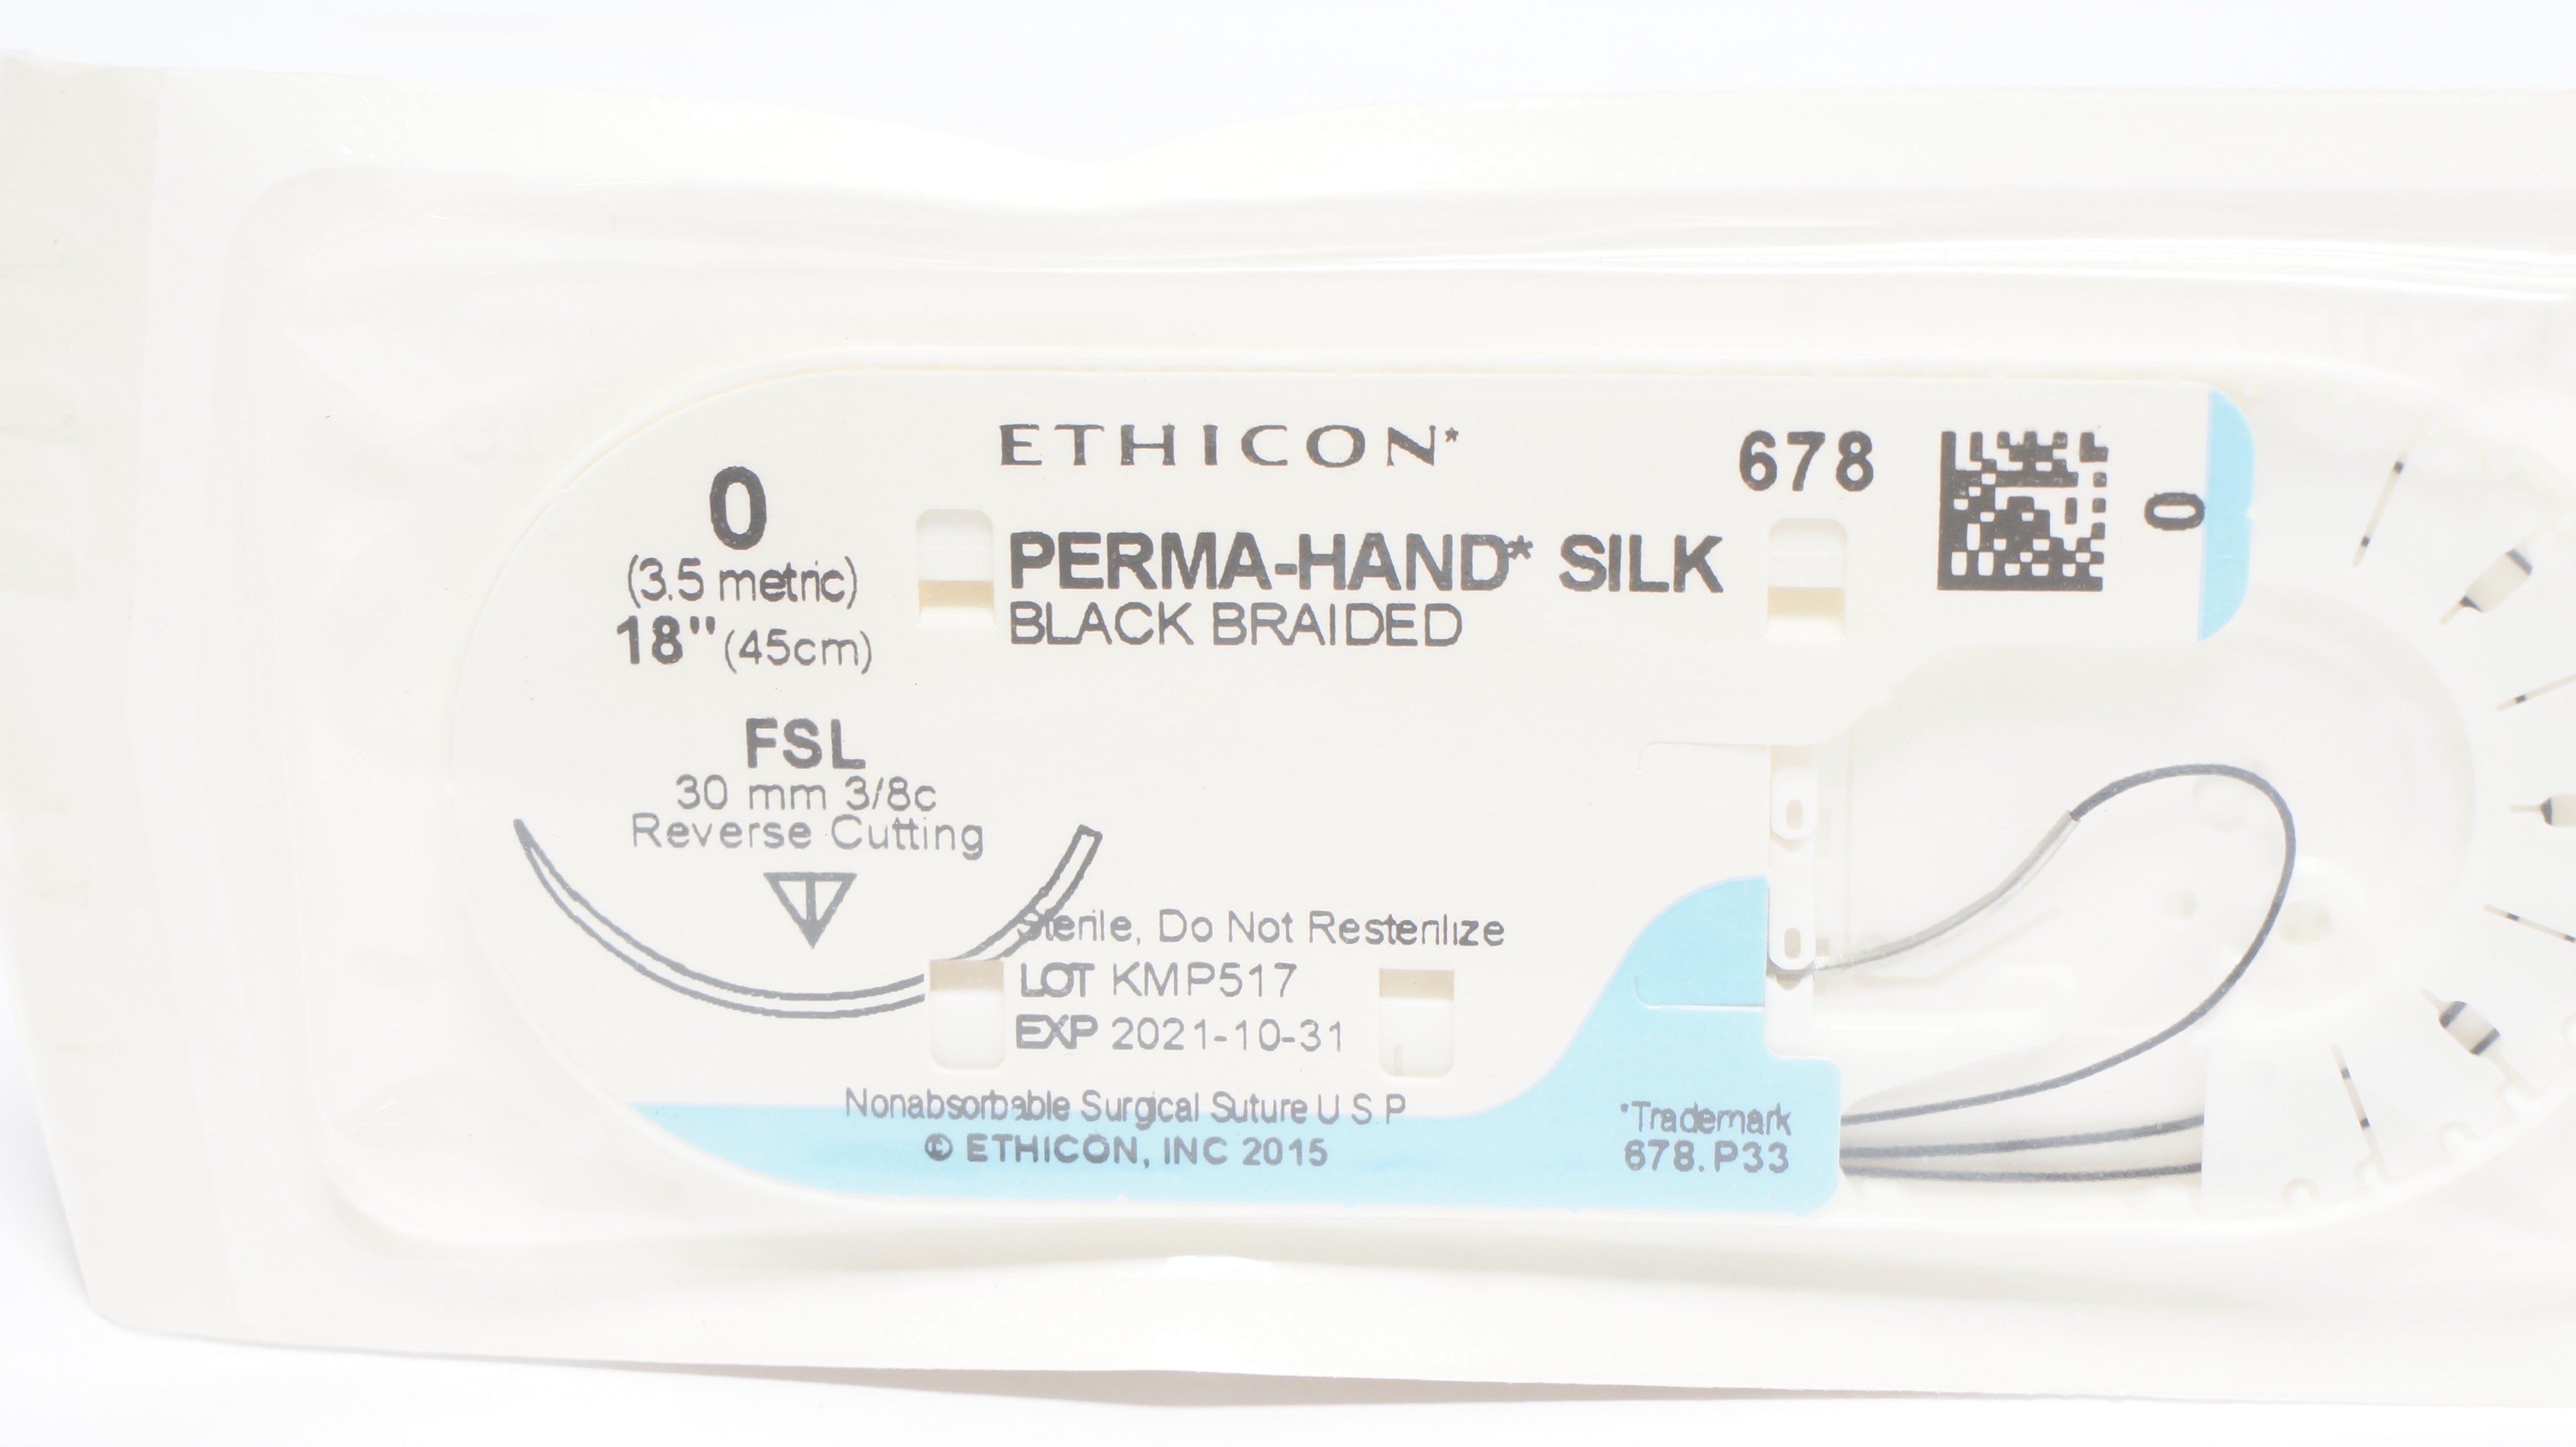 ETHICON*
678
0
0
(3.5 metric)
18" (45cm)
PERMA-HAND* SILK
BLACK BRAIDED
FSL
30 mm 3/8c
Reverse Cutting
Sterile, Do Not Resterilize
LOT KMP517
EXP 2021-10-31
Nonabsorbable Surgical Suture U S P
© ETHICON, INC 2015
*Trademark
678.P33